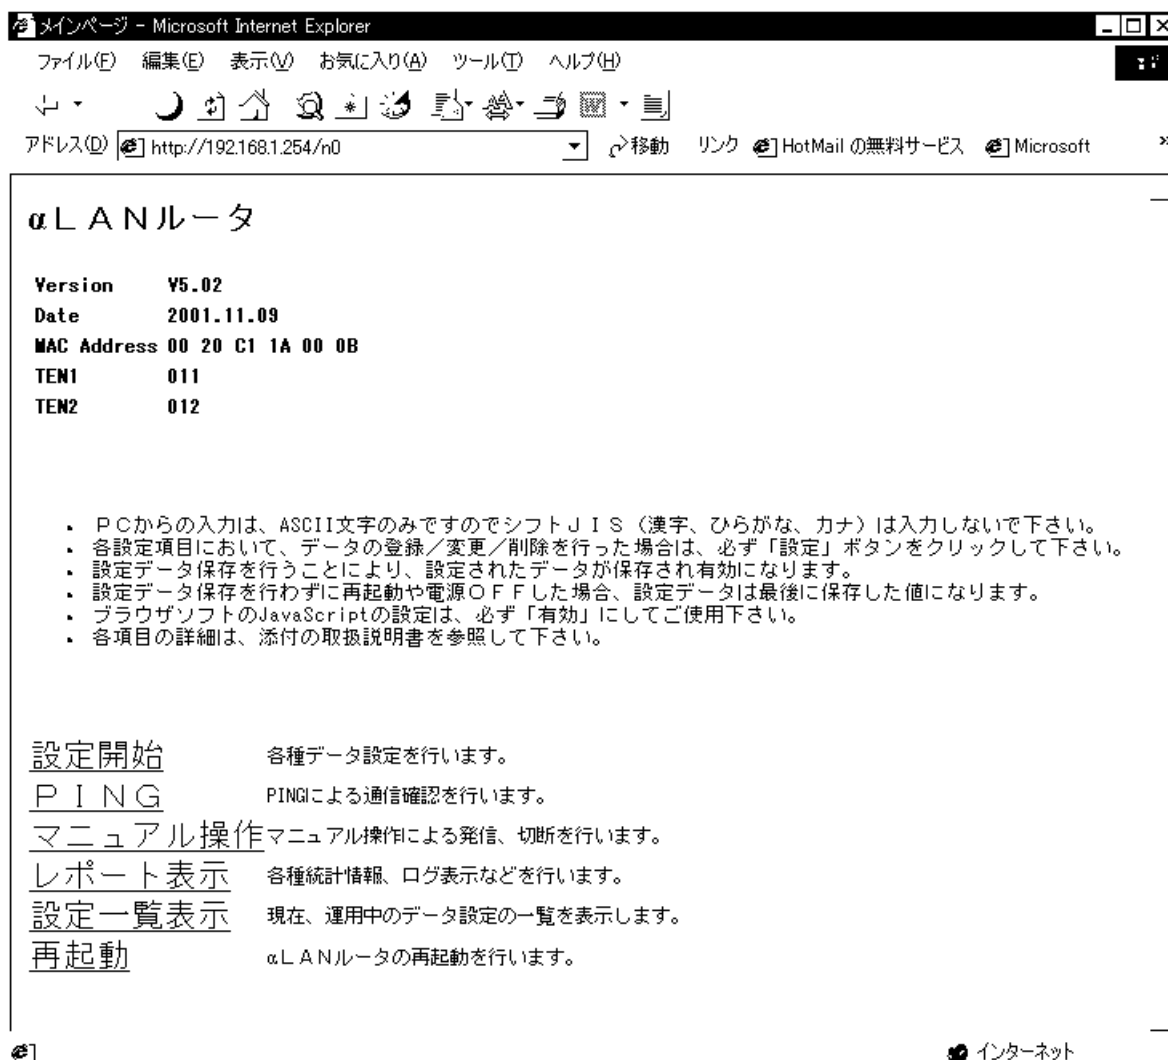 メインページ - Microsoft Internet Explorer
ファイル(F) 編集(E) 表示(V) お気に入り(A) ツール(T) ヘルプ(H)
アドレス(D) http://192.168.1.254/n0 移動 リンク HotMail の無料サービス Microsoft »
αＬＡＮルータ
Version V5.02
Date 2001.11.09
MAC Address 00 20 C1 1A 00 0B
TEN1 011
TEN2 012
・ ＰＣからの入力は、ASCII文字のみですのでシフトＪＩＳ（漢字、ひらがな、カナ）は入力しないで下さい。
・ 各設定項目において、データの登録／変更／削除を行った場合は、必ず「設定」ボタンをクリックして下さい。
・ 設定データ保存を行うことにより、設定されたデータが保存され有効になります。
・ 設定データ保存を行わずに再起動や電源ＯＦＦした場合、設定データは最後に保存した値になります。
・ ブラウザソフトのJavaScriptの設定は、必ず「有効」にしてご使用下さい。
・ 各項目の詳細は、添付の取扱説明書を参照して下さい。
設定開始 各種データ設定を行います。
ＰＩＮＧ PINGによる通信確認を行います。
マニュアル操作 マニュアル操作による発信、切断を行います。
レポート表示 各種統計情報、ログ表示などを行います。
設定一覧表示 現在、運用中のデータ設定の一覧を表示します。
再起動 αＬＡＮルータの再起動を行います。
インターネット